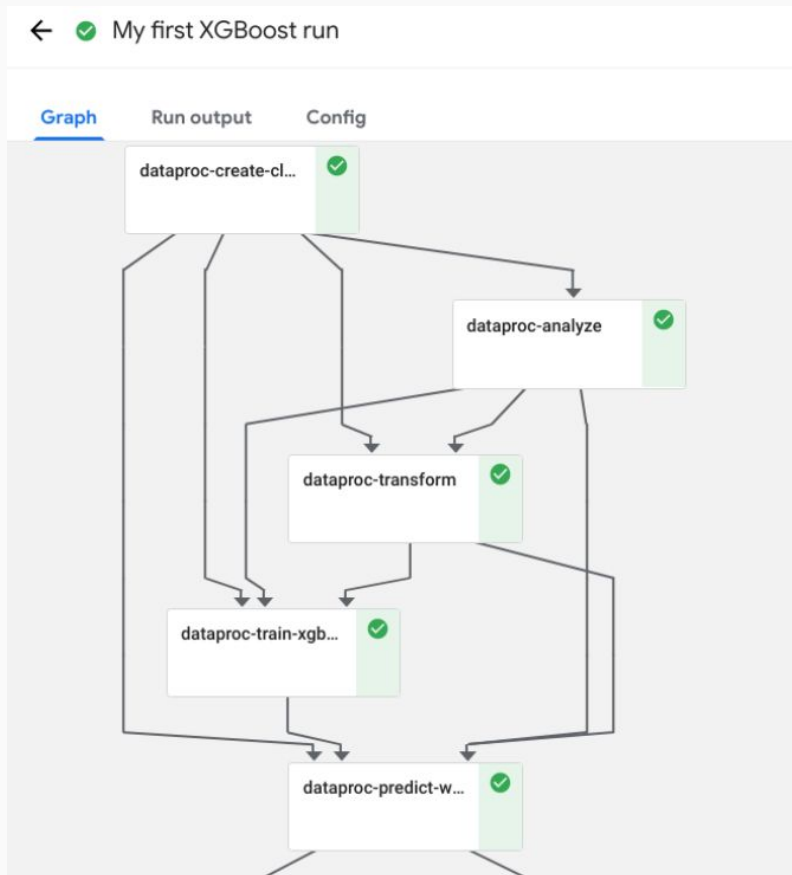 My first XGBoost run
Graph Run output Config
dataproc-create-cl...
dataproc-analyze
dataproc-transform
dataproc-train-xgb...
dataproc-predict-w...